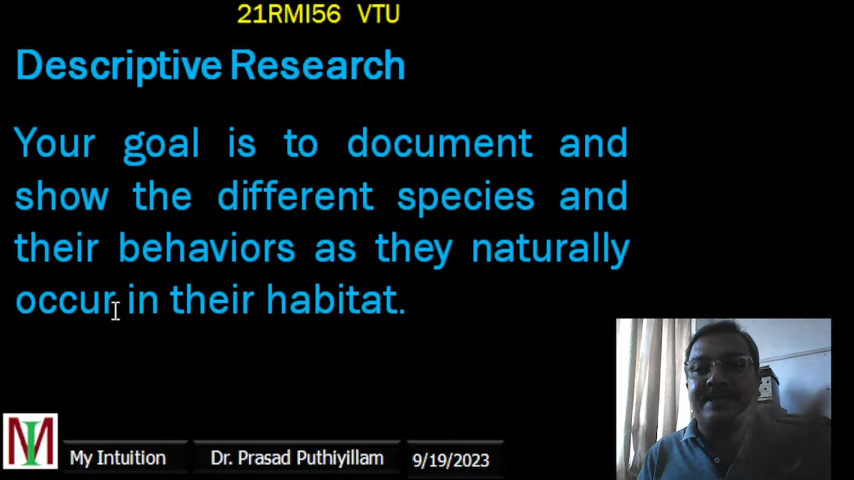 21RMI56 VTU
Descriptive Research
Your goal is to document and
show the different species and
their behaviors as they naturally
occur in their habitat.
MI
My Intuition
Dr. Prasad Puthiyillam
9/19/2023